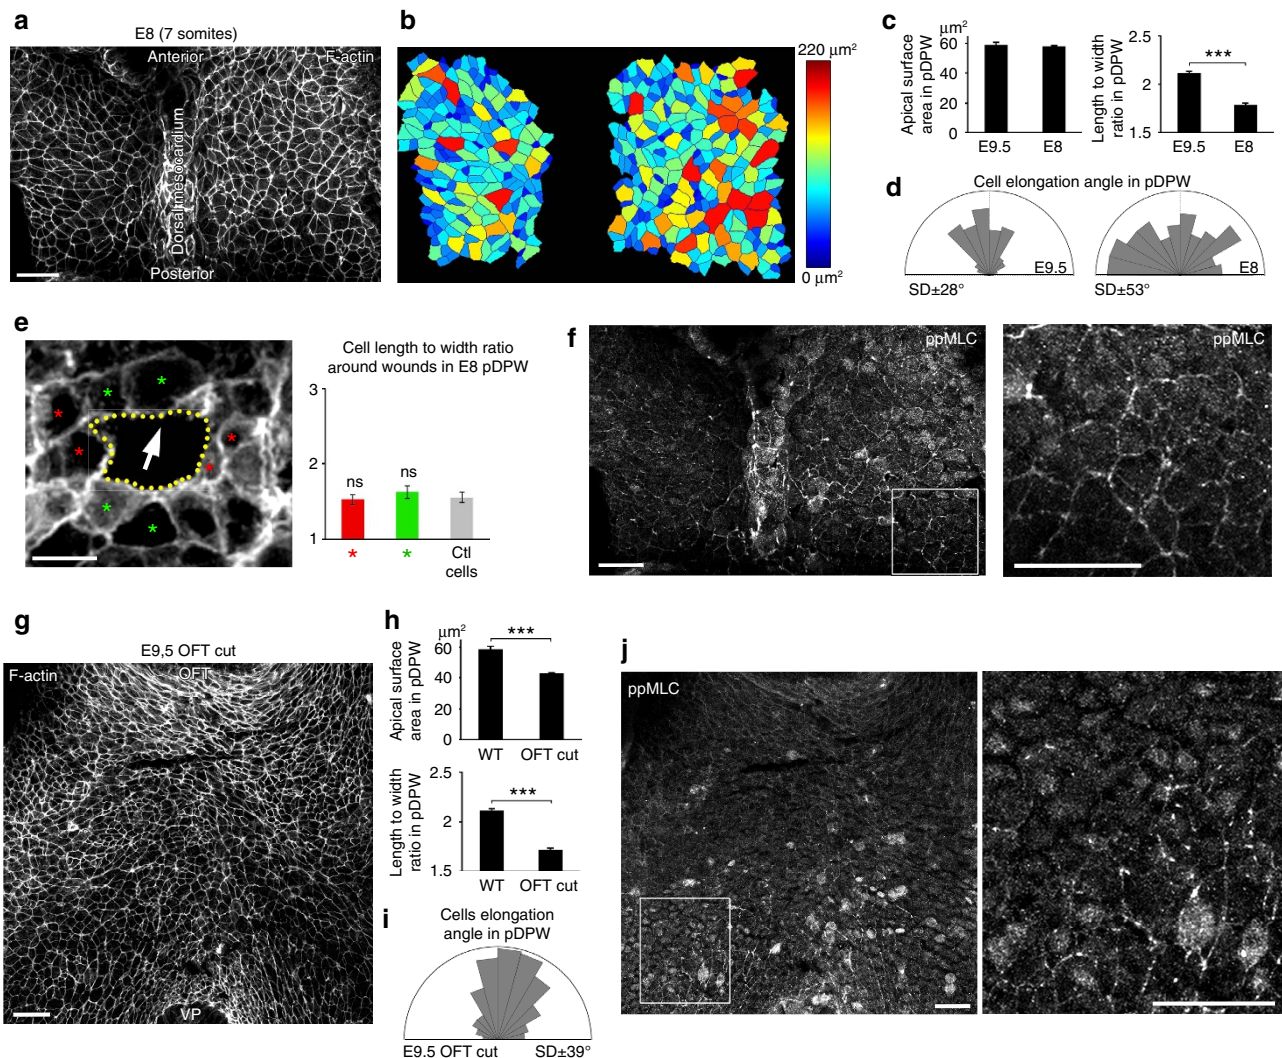 a
E8 (7 somites)
Anterior
F-actin
Dorsal mesocardium
Posterior
b
220 μm²
0 μm²
c
μm²
Apical surface
area in pDPW
60
40
20
0
E9.5
E8
Length to width
ratio in pDPW
2.5
2
1.5
***
E9.5
E8
d
Cell elongation angle in pDPW
E9.5
SD±28°
E8
SD±53°
e
* * * * * * * *
Cell length to width ratio
around wounds in E8 pDPW
3
2
1
ns
ns
*
*
Ctl
cells
f
ppMLC
ppMLC
g
E9,5 OFT cut
F-actin
OFT
VP
h
μm²
Apical surface
area in pDPW
60
40
20
0
***
WT
OFT cut
Length to width
ratio in pDPW
2.5
2
1.5
***
WT
OFT cut
i
Cells elongation
angle in pDPW
E9.5 OFT cut
SD±39°
j
ppMLC